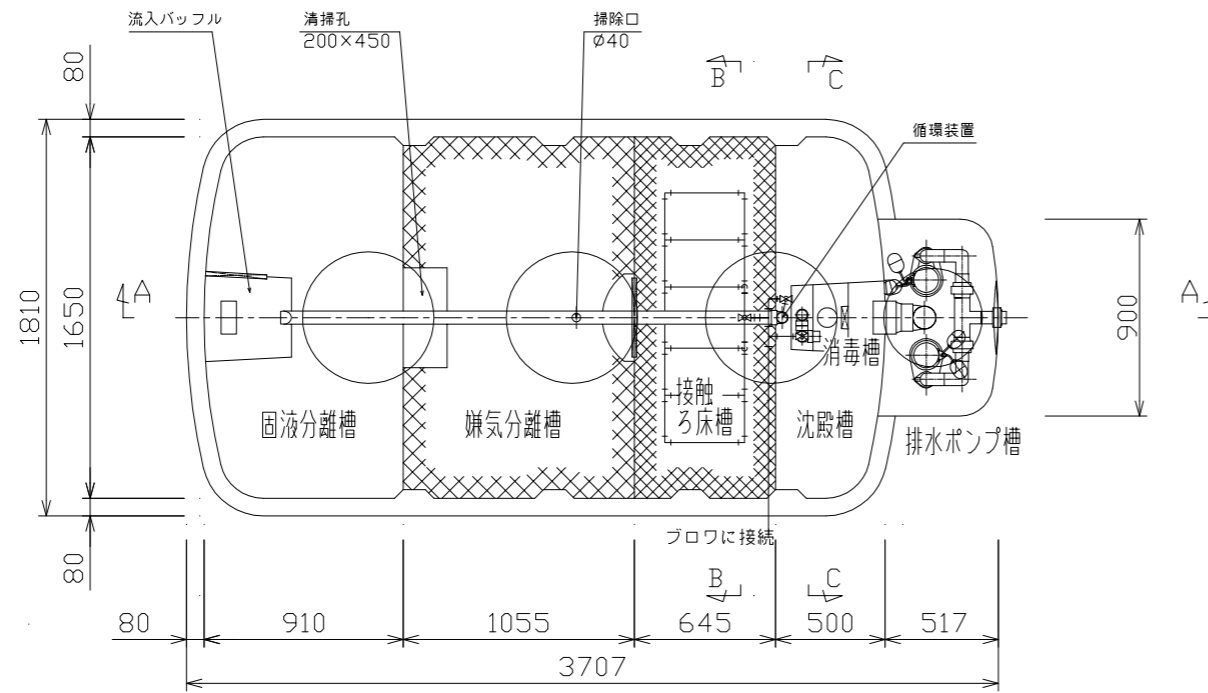 流入バッフル
清掃孔
200×450
掃除口
Ø40
B
C
循環装置
80
1810
1650
80
A
A
900
固液分離槽
嫌気分離槽
接触
ろ床槽
沈殿槽
消毒槽
排水ポンプ槽
ブロワに接続
B
C
80
910
1055
645
500
517
3707